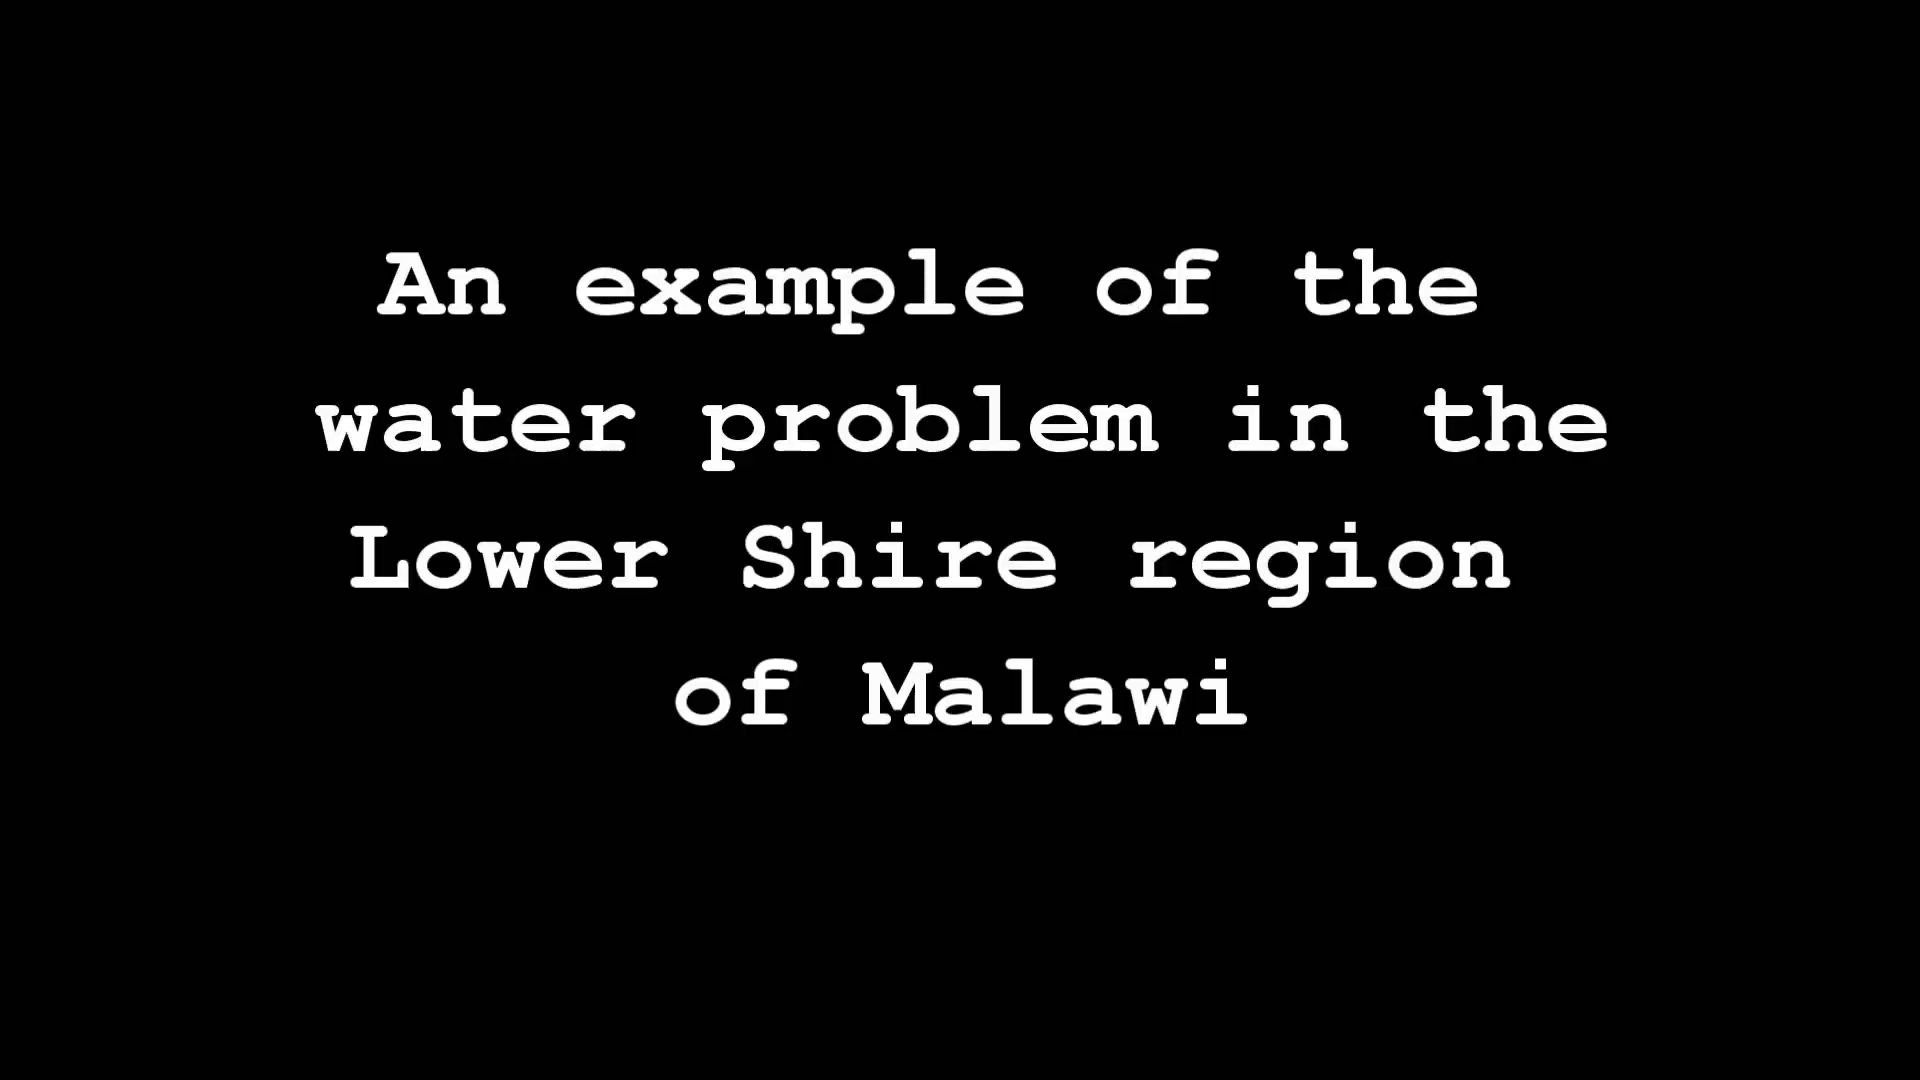 An example of the
water problem in the
Lower Shire region
of Malawi